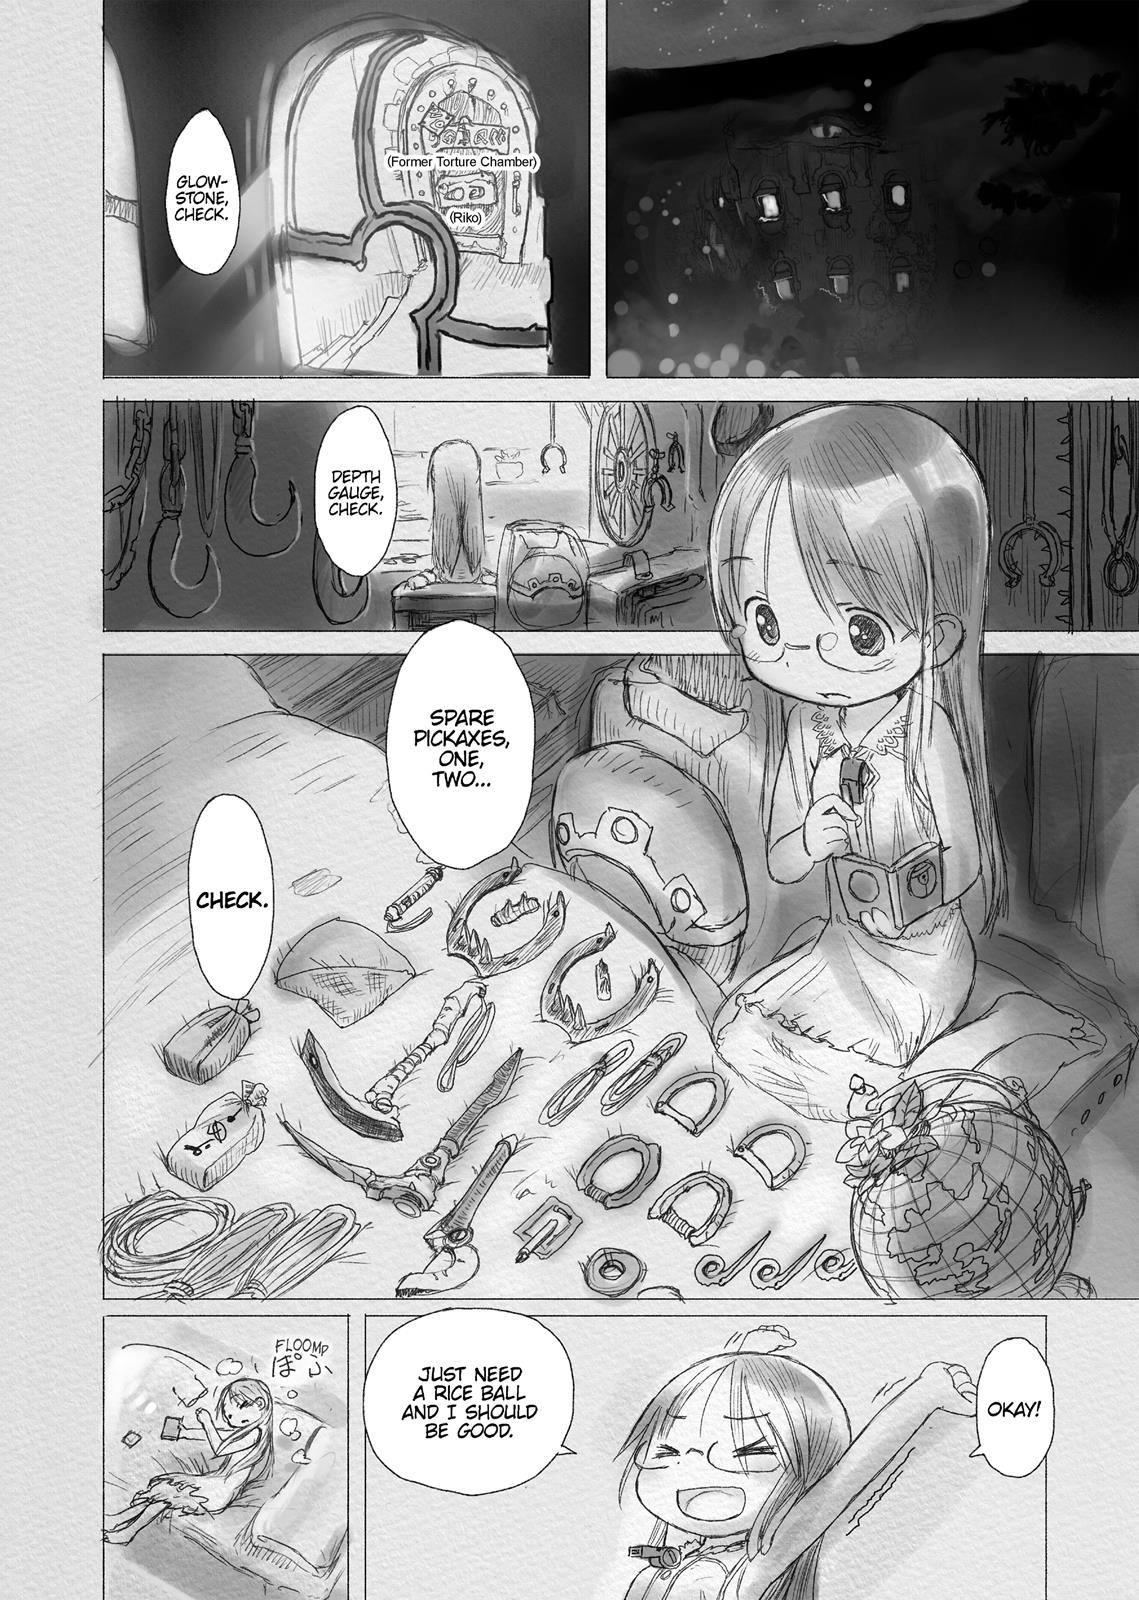 GLOW-
STONE,
CHECK.
(Former Torture Chamber)
(Riko)
DEPTH
GAUGE,
CHECK.
SPARE
PICKAXES,
ONE,
TWO...
CHECK.
FLOOMP
ぽふ
OKAY!
JUST NEED
A RICE BALL
AND I SHOULD
BE GOOD.